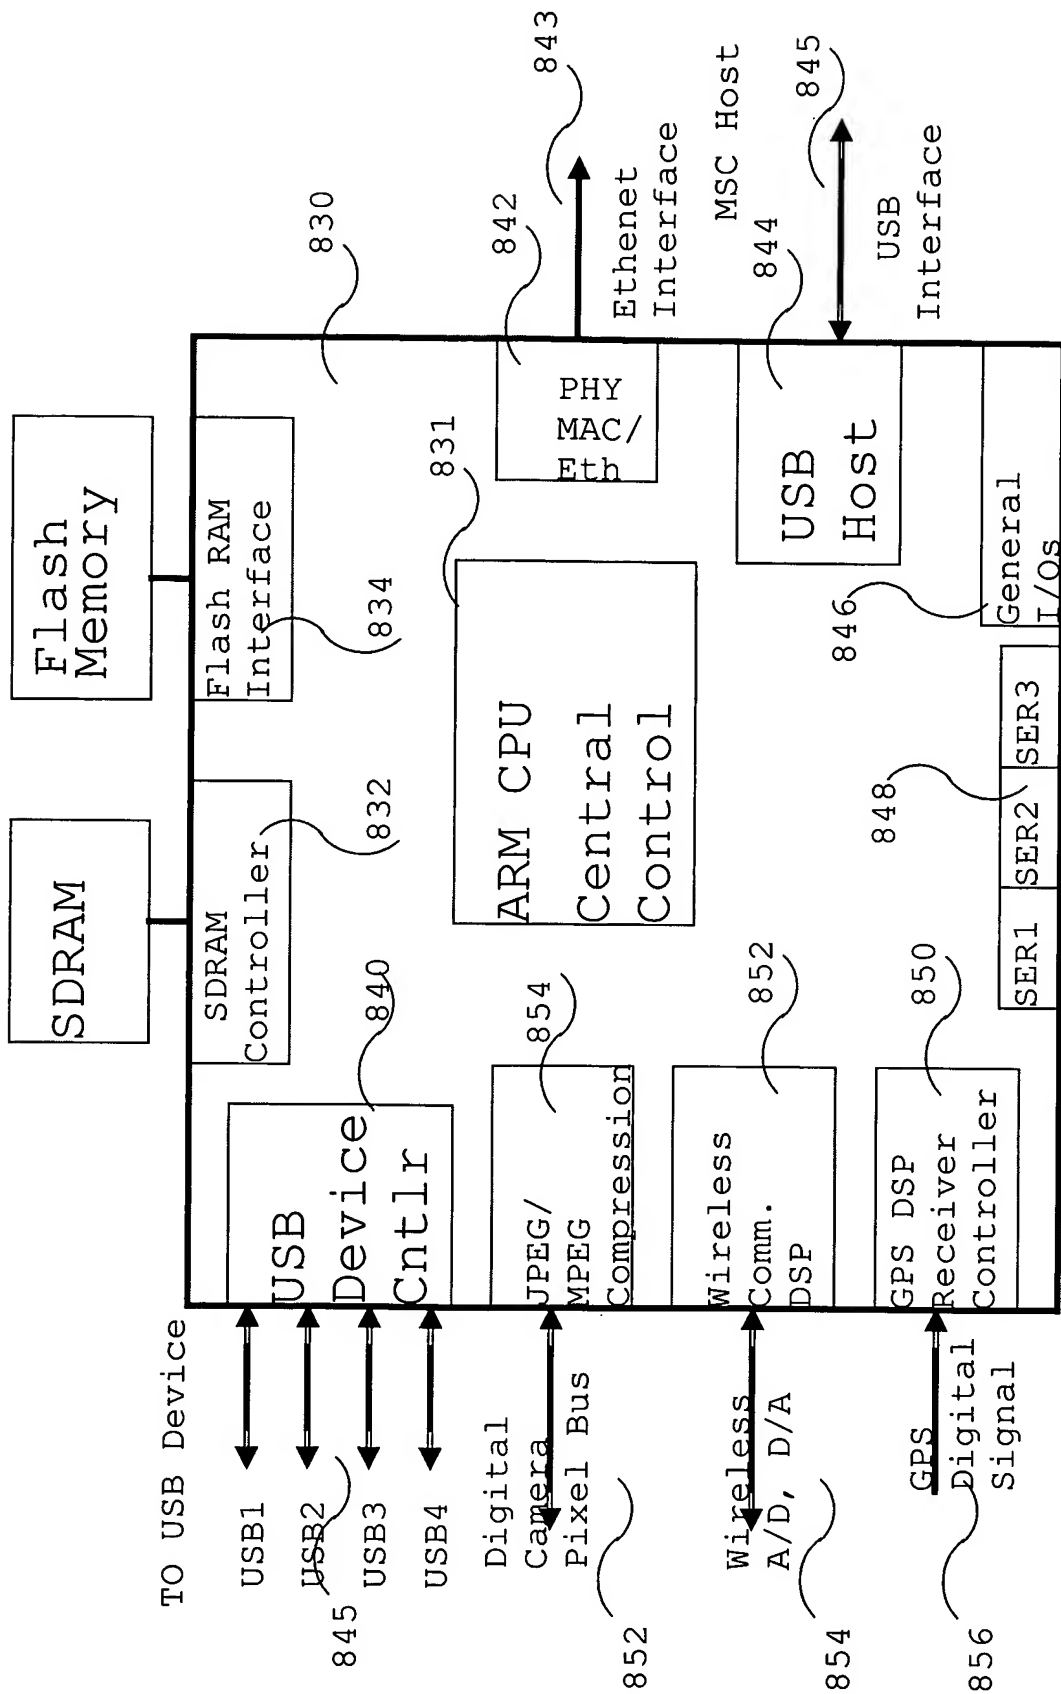 SDRAM
Flash
Memory
SDRAM
Controller
832
Flash RAM
Interface
834
830
TO USB Device
USB1
USB2
USB3
USB4
845
USB
Device
Cntlr
840
ARM CPU
Central
Control
831
PHY
MAC/
Eth
842
843
Ethenet
Interface
Digital
Camera
Pixel Bus
852
JPEG/
MPEG
Compression
854
MSC Host
USB
Host
844
845
USB
Interface
Wireless
A/D, D/A
854
Wireless
Comm.
DSP
852
GPS
Digital
Signal
856
GPS DSP
Receiver
Controller
850
SER1
SER2
SER3
848
General
I/Os
846